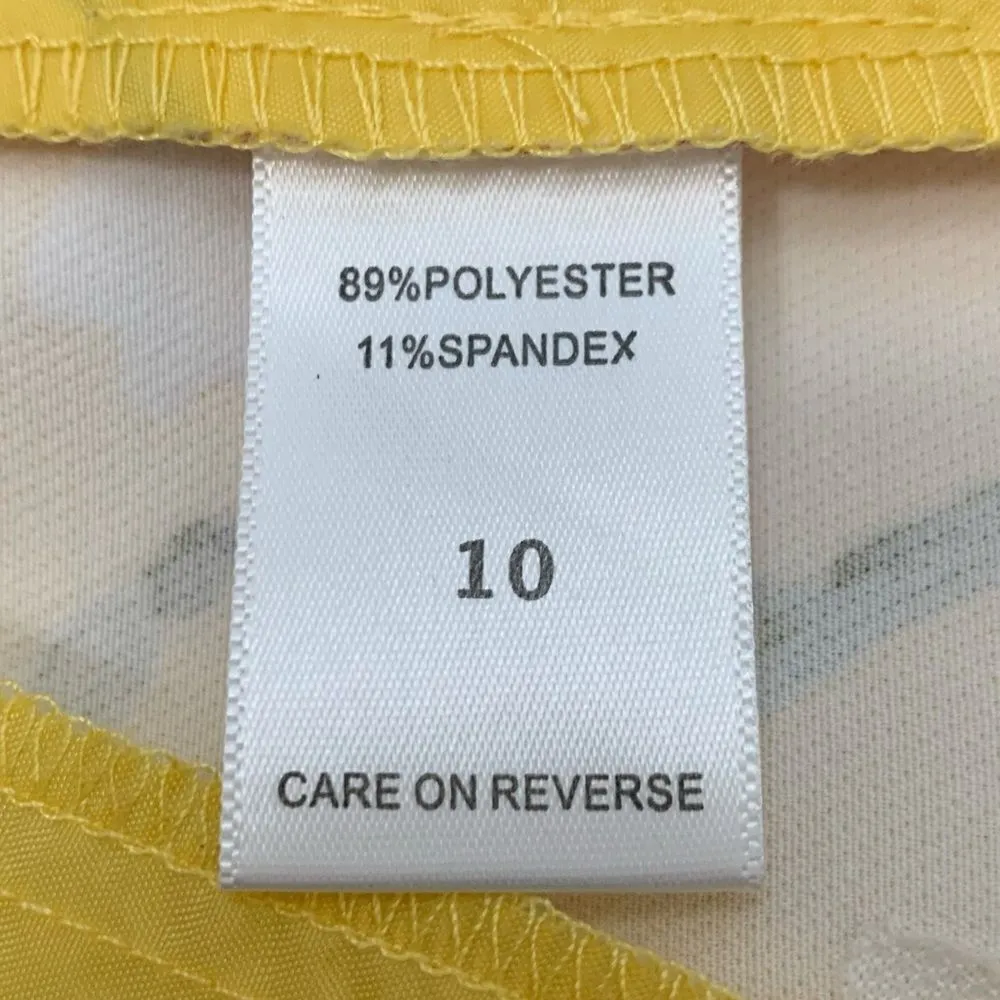 89%POLYESTER
11%SPANDEX
10
CARE ON REVERSE